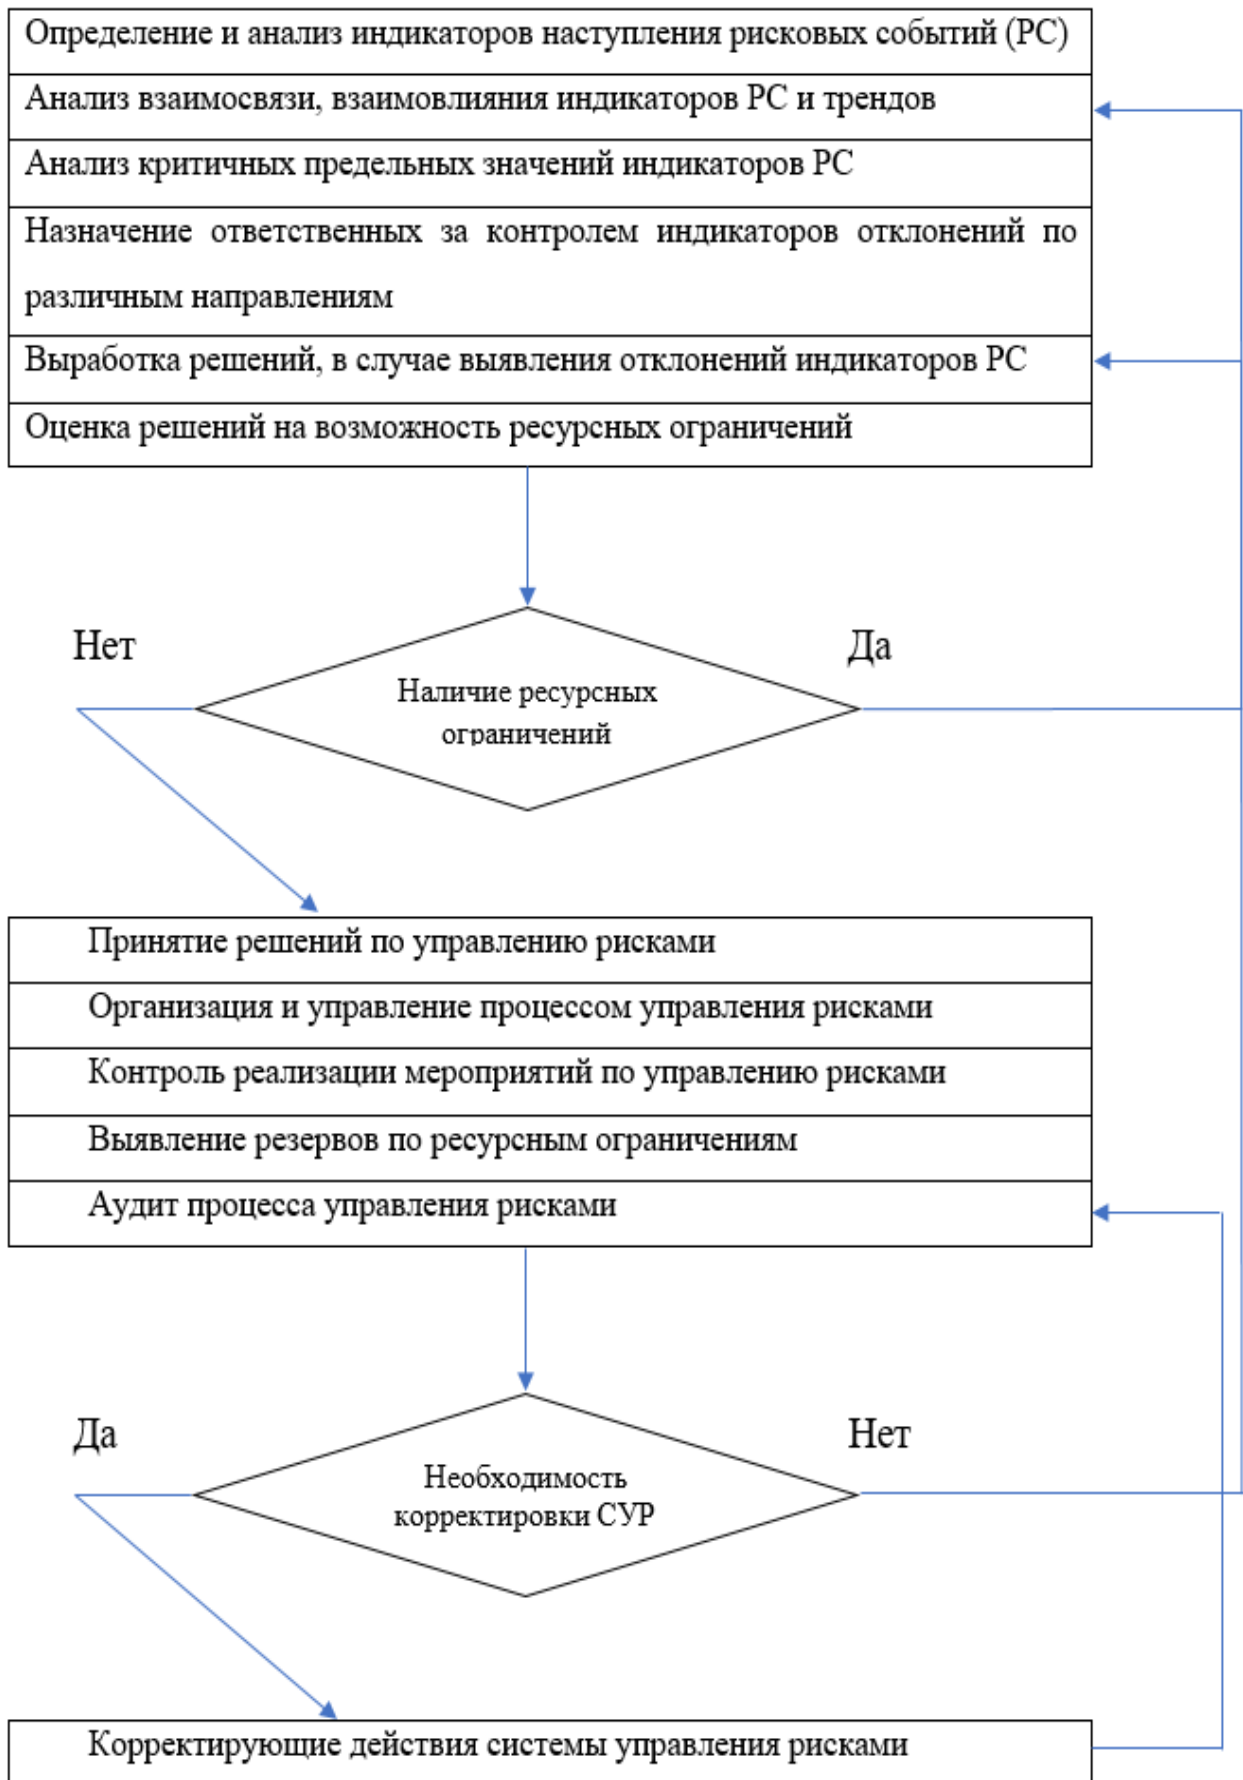 Определение и анализ индикаторов наступления рисковых событий (РС)
Анализ взаимосвязи, взаимовлияния индикаторов РС и трендов
Анализ критичных предельных значений индикаторов РС
Назначение ответственных за контролем индикаторов отклонений по
различным направлениям
Выработка решений, в случае выявления отклонений индикаторов РС
Оценка решений на возможность ресурсных ограничений
Нет
Да
Наличие ресурсных
ограничений
Принятие решений по управлению рисками
Организация и управление процессом управления рисками
Контроль реализации мероприятий по управлению рисками
Выявление резервов по ресурсным ограничениям
Аудит процесса управления рисками
Да
Нет
Необходимость
корректировки СУР
Корректирующие действия системы управления рисками